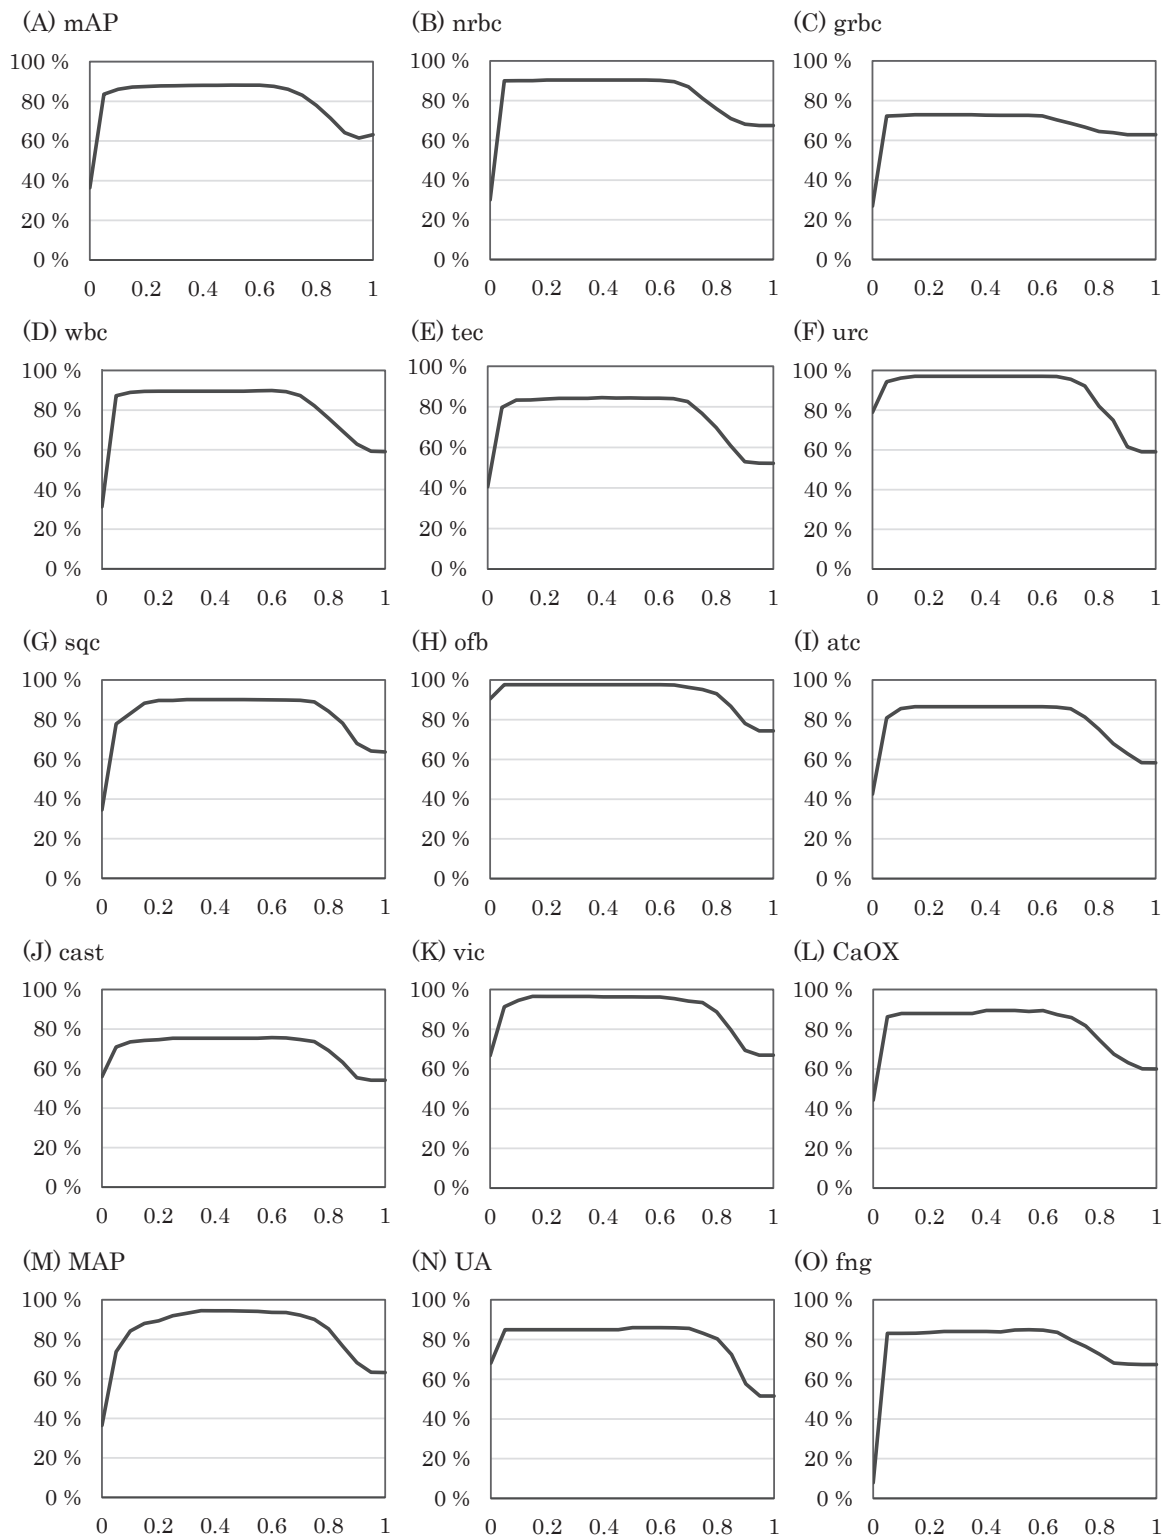 (A) mAP (B) nrbc (C) grbc
100 % 100 % 100 %
80 % 80 % 80 %
60 % 60 % 60 %
40 % 40 % 40 %
20 % 20 % 20 %
0 % 0 % 0 %
0 0.2 0.4 0.6 0.8 1 0 0.2 0.4 0.6 0.8 1 0 0.2 0.4 0.6 0.8 1
(D) wbc (E) tec (F) urc
100 % 100 % 100 %
80 % 80 % 80 %
60 % 60 % 60 %
40 % 40 % 40 %
20 % 20 % 20 %
0 % 0 % 0 %
0 0.2 0.4 0.6 0.8 1 0 0.2 0.4 0.6 0.8 1 0 0.2 0.4 0.6 0.8 1
(G) sqc (H) ofb (I) atc
100 % 100 % 100 %
80 % 80 % 80 %
60 % 60 % 60 %
40 % 40 % 40 %
20 % 20 % 20 %
0 % 0 % 0 %
0 0.2 0.4 0.6 0.8 1 0 0.2 0.4 0.6 0.8 1 0 0.2 0.4 0.6 0.8 1
(J) cast (K) vic (L) CaOX
100 % 100 % 100 %
80 % 80 % 80 %
60 % 60 % 60 %
40 % 40 % 40 %
20 % 20 % 20 %
0 % 0 % 0 %
0 0.2 0.4 0.6 0.8 1 0 0.2 0.4 0.6 0.8 1 0 0.2 0.4 0.6 0.8 1
(M) MAP (N) UA (O) fng
100 % 100 % 100 %
80 % 80 % 80 %
60 % 60 % 60 %
40 % 40 % 40 %
20 % 20 % 20 %
0 % 0 % 0 %
0 0.2 0.4 0.6 0.8 1 0 0.2 0.4 0.6 0.8 1 0 0.2 0.4 0.6 0.8 1